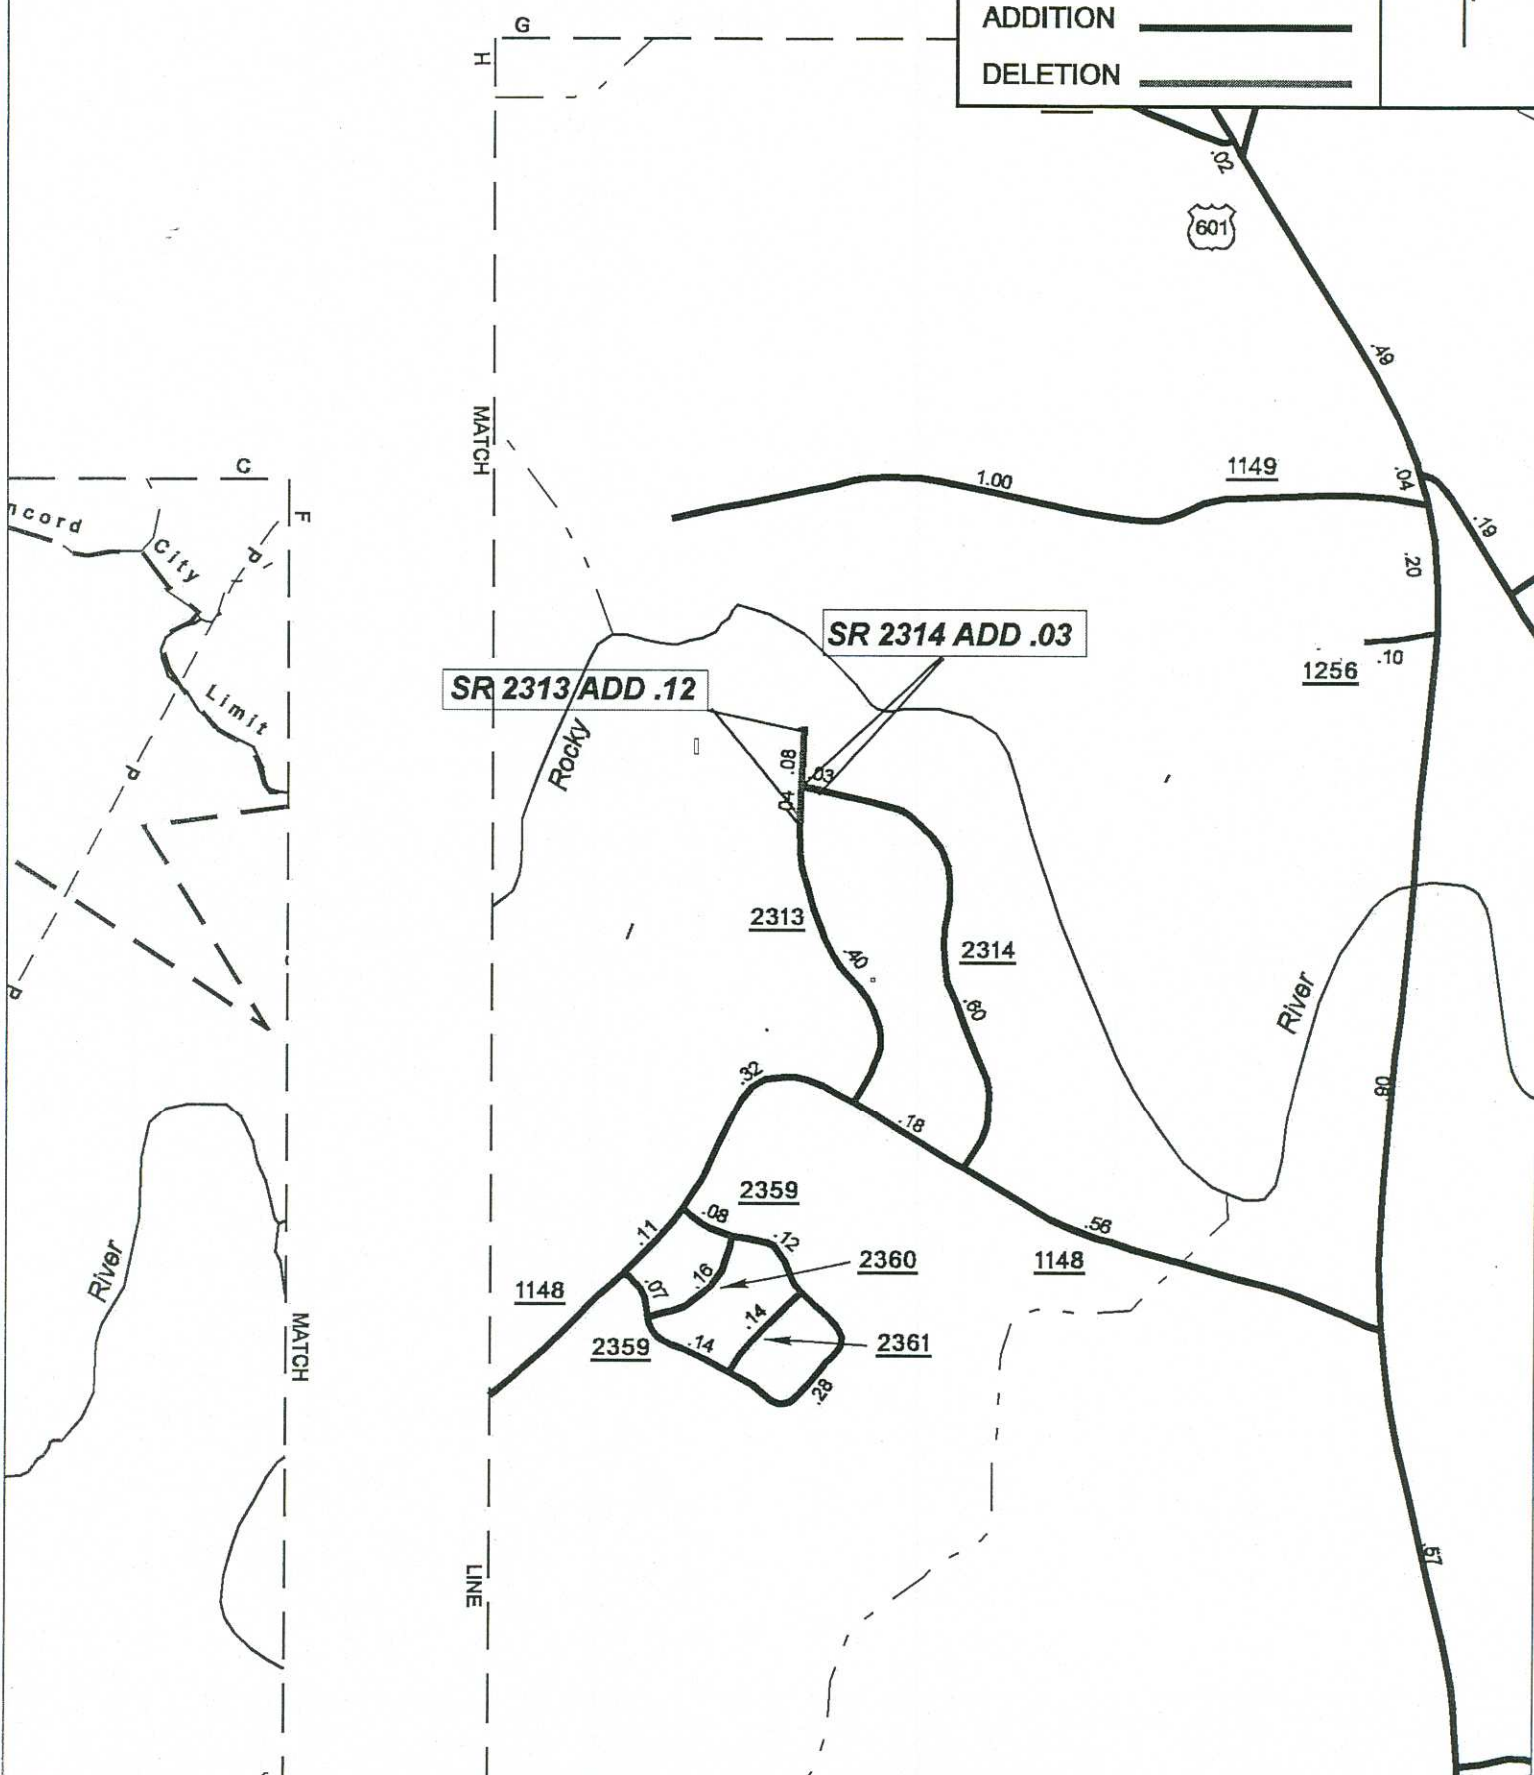 ADDITION
DELETION
G
H
.02
601
.49
MATCH
1149
1.00
.04
.19
.20
C
F
ncord
City
P
Limit
P
P
SR 2314 ADD .03
SR 2313 ADD .12
.10
1256
Rocky
.08
.03
.04
2313
.40
2314
.60
River
.90
.32
.18
2359
.08
.11
.12
.56
1148
2360
.16
.07
1148
.14
2359
.14
2361
.28
River
MATCH
LINE
.57